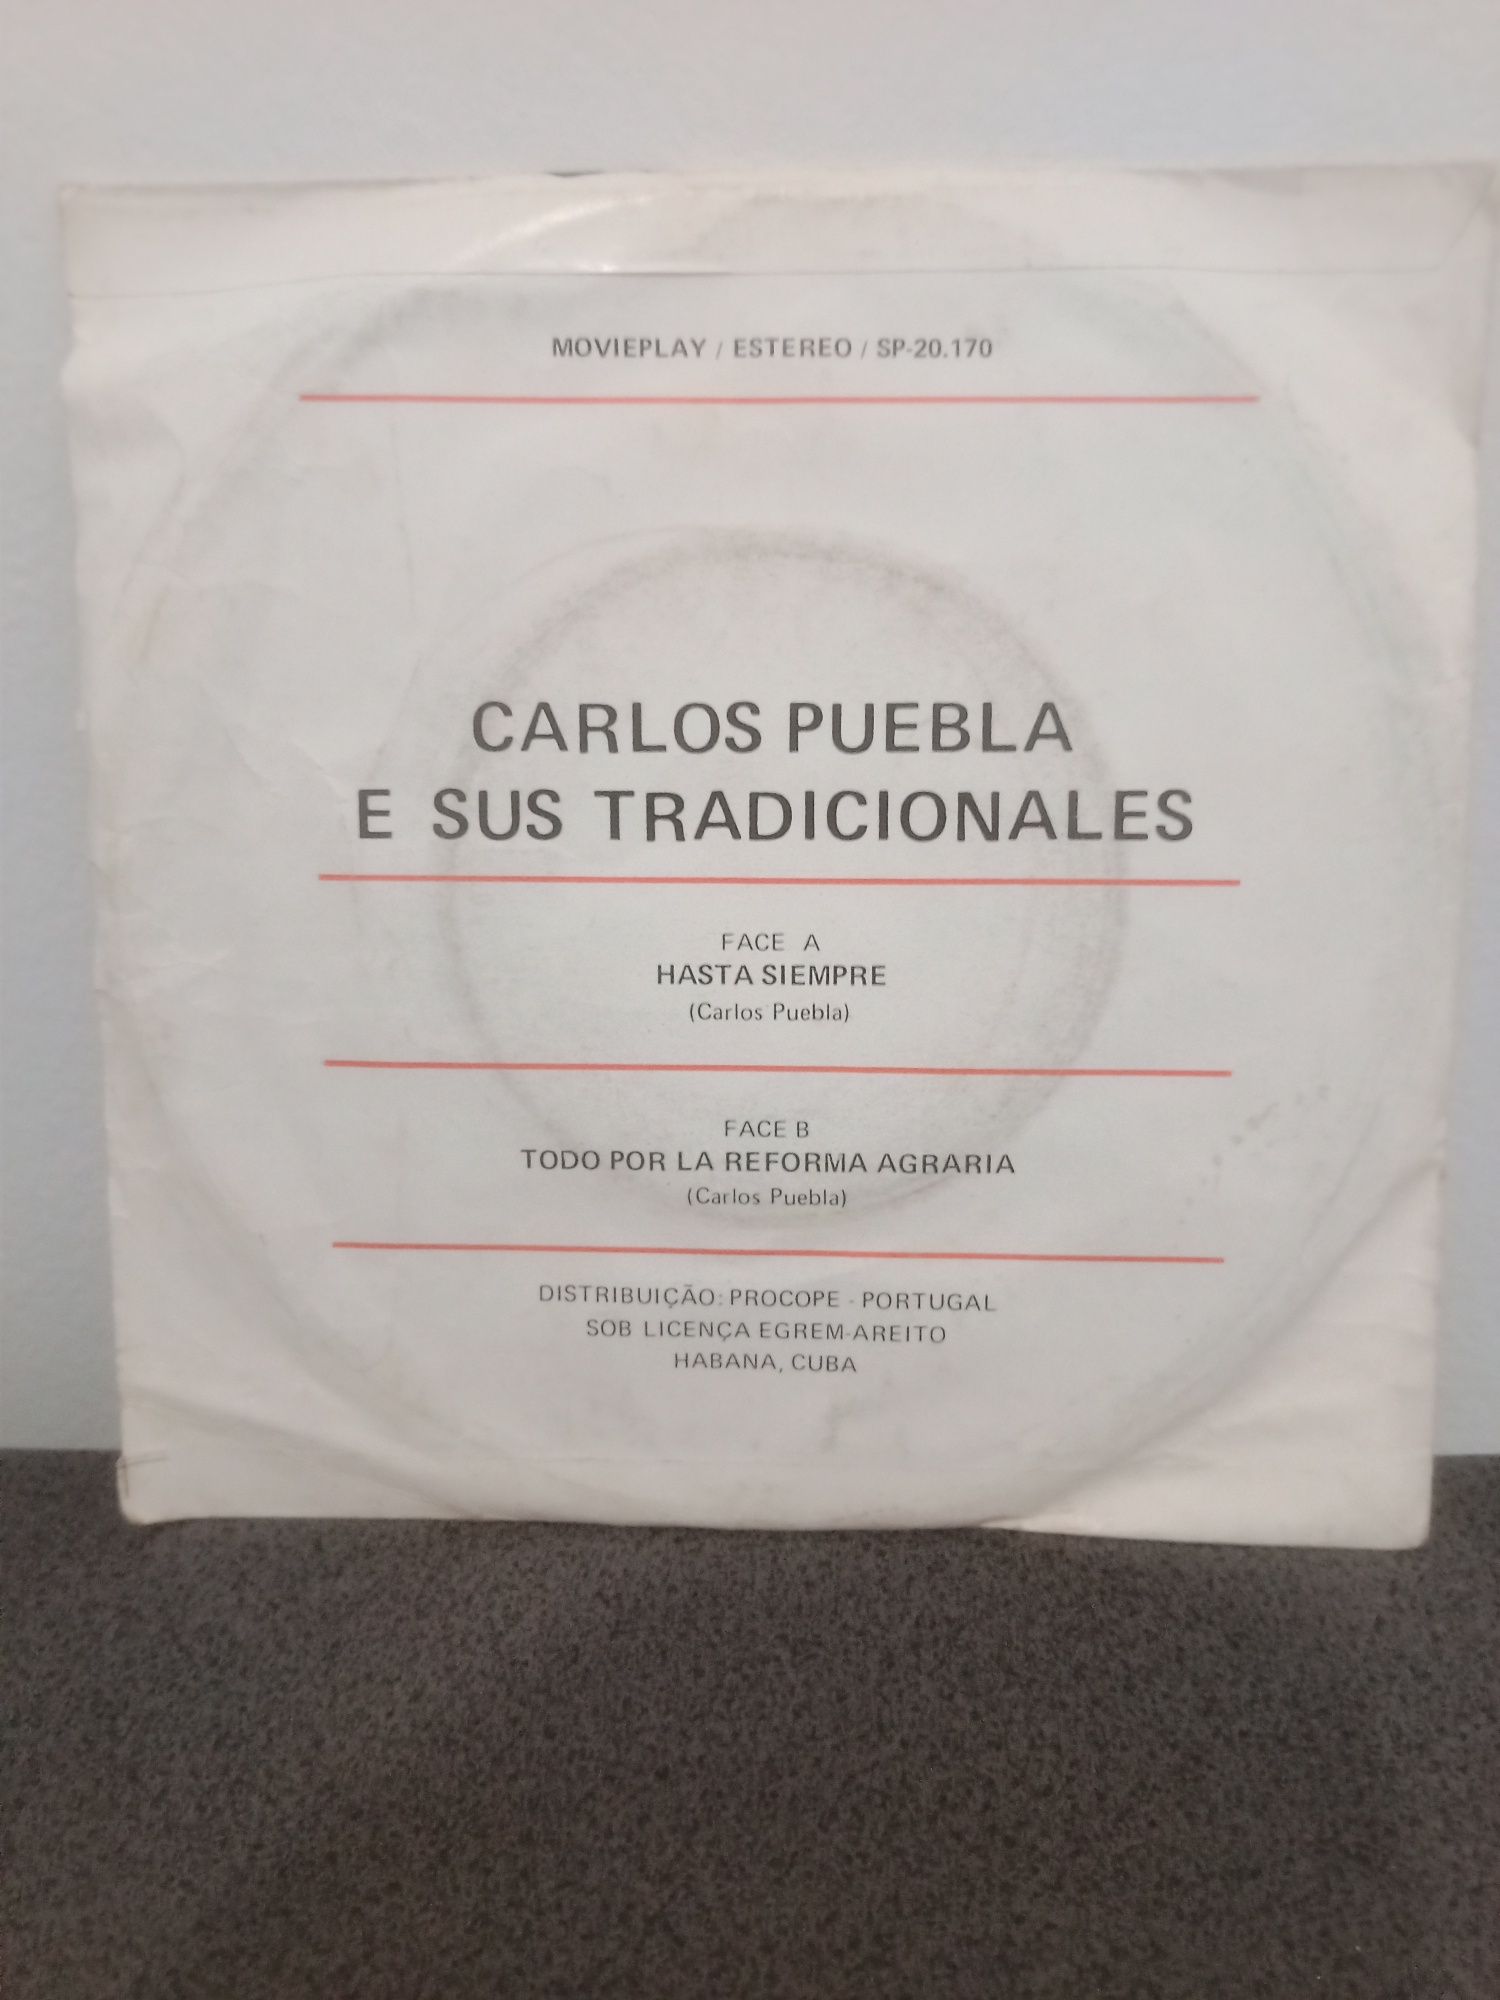 MOVIEPLAY / ESTEREO / SP-20.170
CARLOS PUEBLA
E SUS TRADICIONALES
FACE A
HASTA SIEMPRE
(Carlos Puebla)
FACE B
TODO POR LA REFORMA AGRARIA
(Carlos Puebla)
DISTRIBUIÇÃO: PROCOPE - PORTUGAL
SOB LICENÇA EGREM-AREITO
HABANA, CUBA